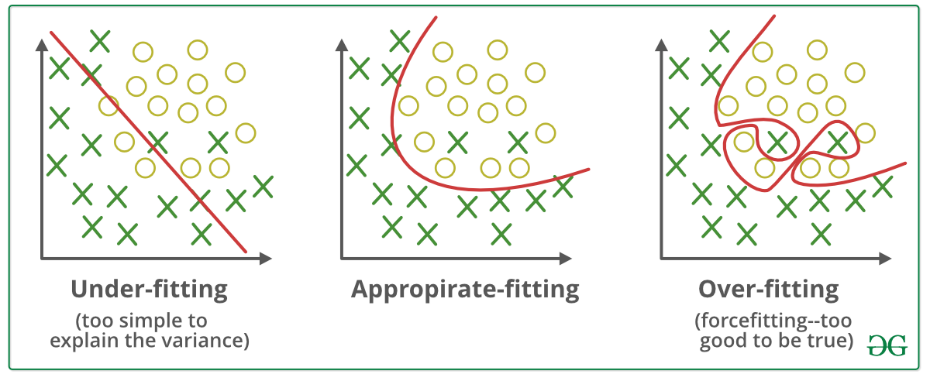 Under-fitting
(too simple to
explain the variance)
Appropirate-fitting
Over-fitting
(forcefitting--too
good to be true)
GG